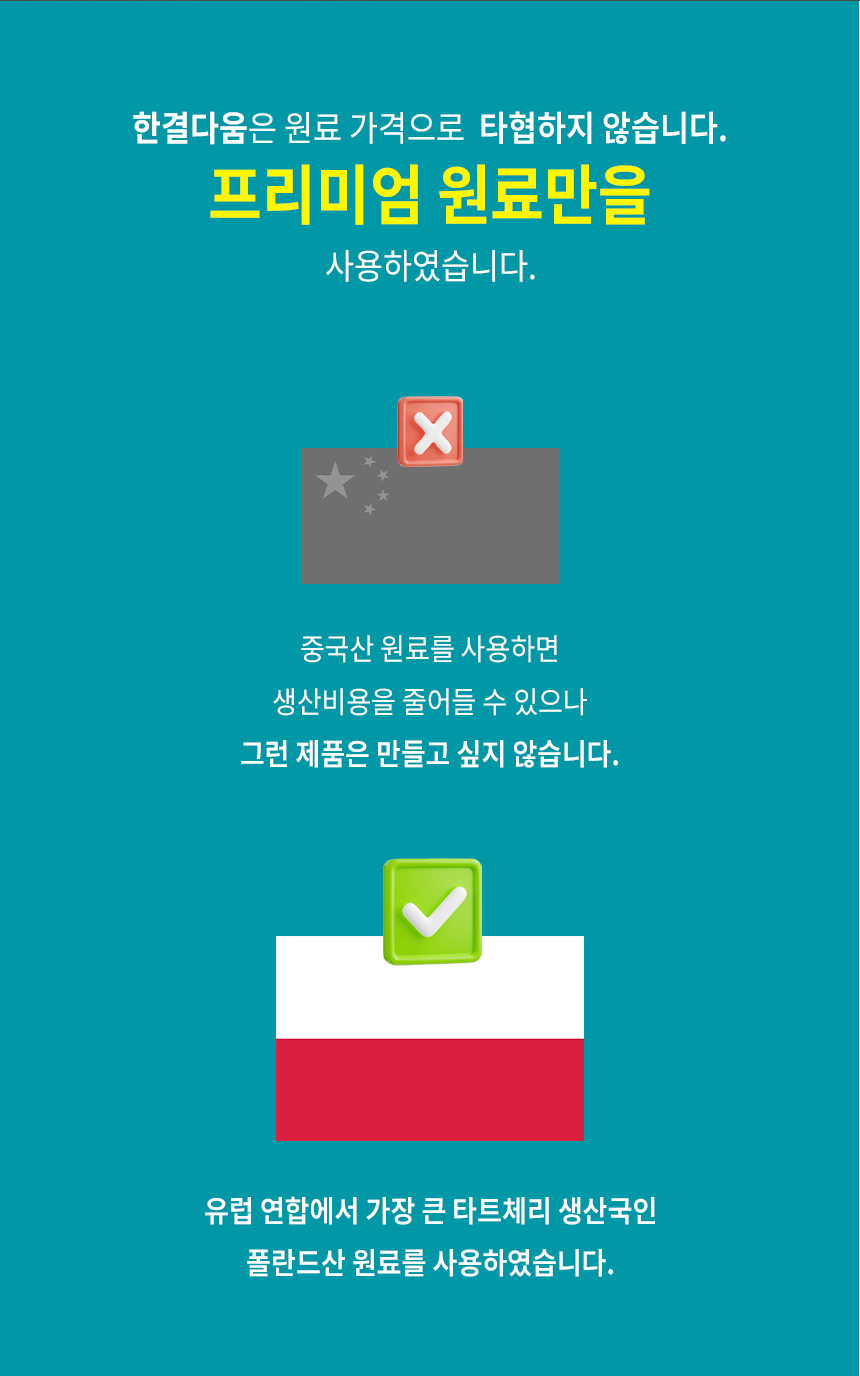 한결다움은 원료 가격으로 타협하지 않습니다.
프리미엄 원료만을
사용하였습니다.
중국산 원료를 사용하면
생산비용을 줄어들 수 있으나
그런 제품은 만들고 싶지 않습니다.
유럽 연합에서 가장 큰 타트체리 생산국인
폴란드산 원료를 사용하였습니다.